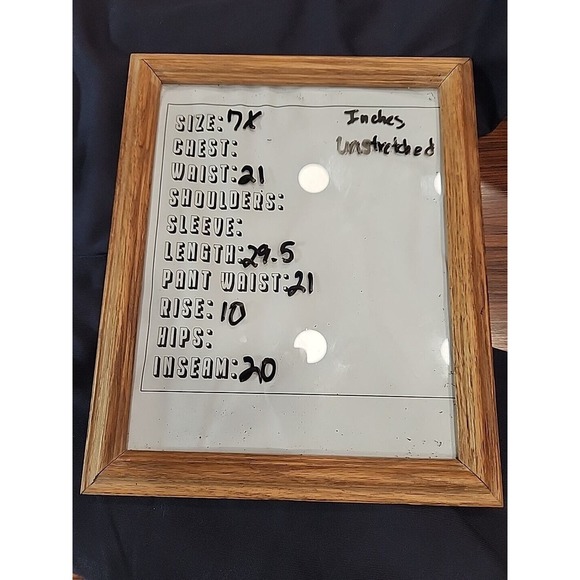 SIZE: 7X
CHEST:
WAIST: 21
SHOULDERS:
SLEEVE:
LENGTH: 29.5
PANT WAIST: 21
RISE: 10
HIPS:
INSEAM: 20
Inches
Unstretched